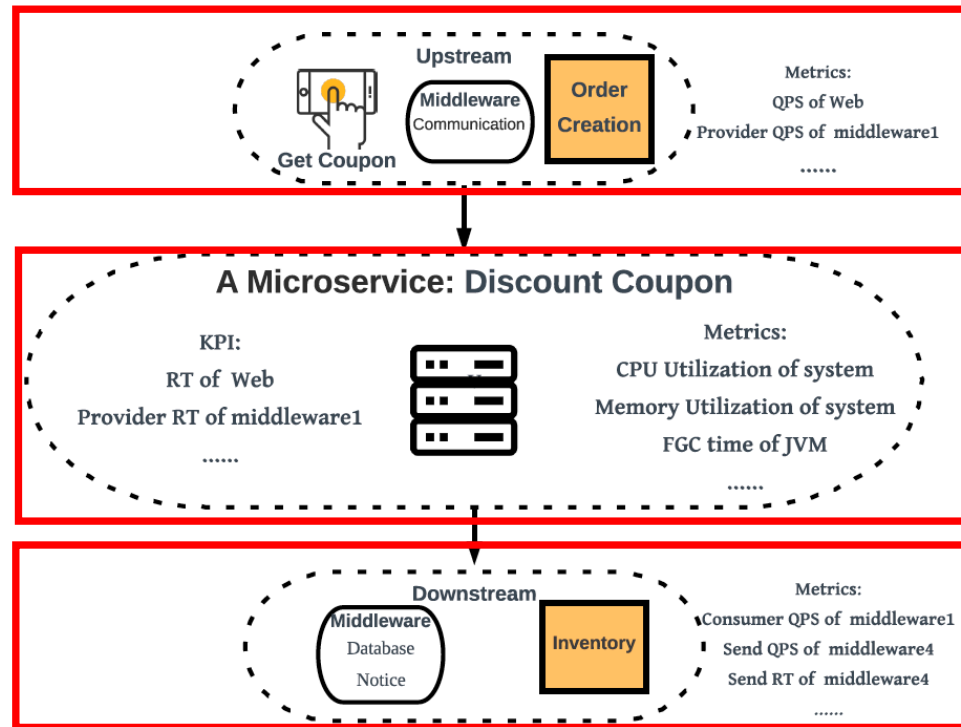 Upstream
Get Coupon
Middleware
Communication
Order
Creation
Metrics:
QPS of Web
Provider QPS of middleware1
......
A Microservice: Discount Coupon
KPI:
RT of Web
Provider RT of middleware1
......
Metrics:
CPU Utilization of system
Memory Utilization of system
FGC time of JVM
......
Downstream
Middleware
Database
Notice
Inventory
Metrics:
Consumer QPS of middleware1
Send QPS of middleware4
Send RT of middleware4
......